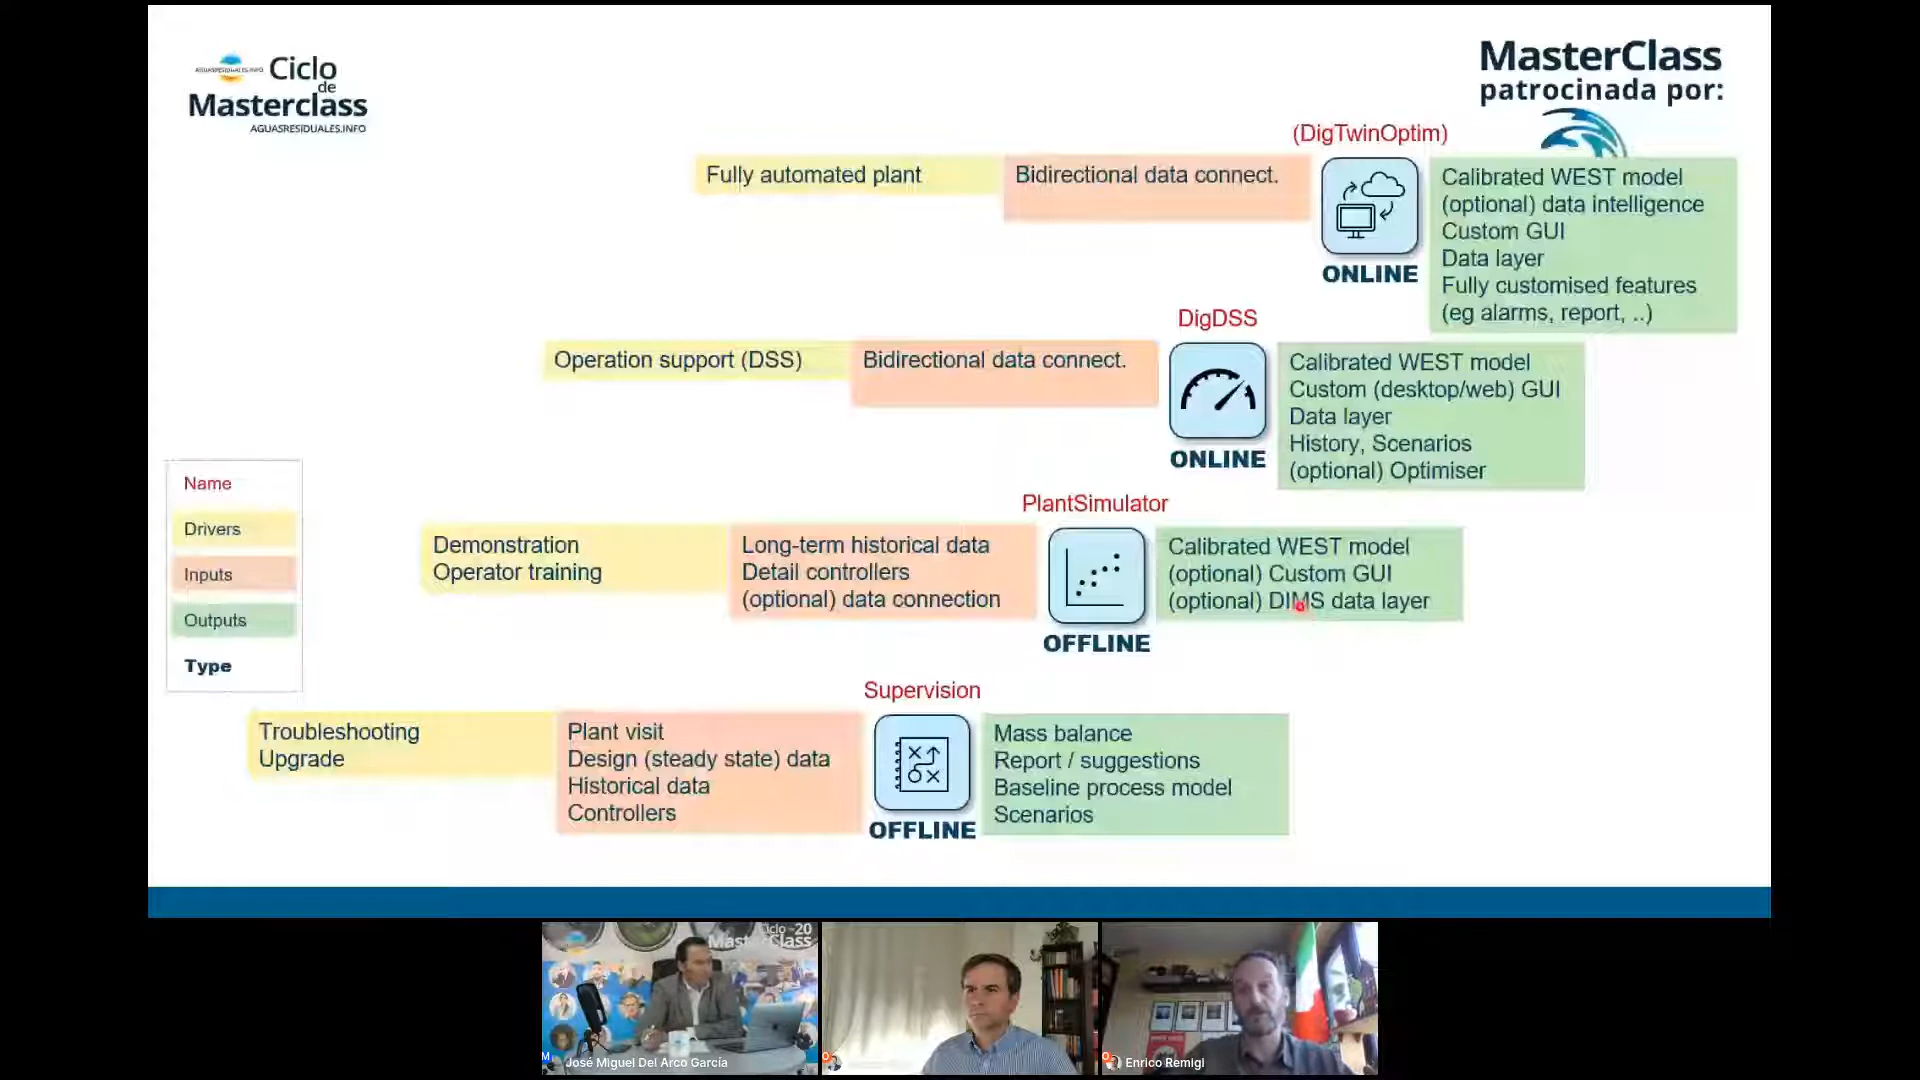 AGUASRESIDUALES.INFO
Ciclo
de
Masterclass
AGUASRESIDUALES.INFO
MasterClass
patrocinada por:
(DigTwinOptim)
Fully automated plant
Bidirectional data connect.
ONLINE
Calibrated WEST model
(optional) data intelligence
Custom GUI
Data layer
Fully customised features
(eg alarms, report, ..)
DigDSS
Operation support (DSS)
Bidirectional data connect.
ONLINE
Calibrated WEST model
Custom (desktop/web) GUI
Data layer
History, Scenarios
(optional) Optimiser
PlantSimulator
Demonstration
Operator training
Long-term historical data
Detail controllers
(optional) data connection
OFFLINE
Calibrated WEST model
(optional) Custom GUI
(optional) DIMS data layer
Name
Drivers
Inputs
Outputs
Type
Supervision
Troubleshooting
Upgrade
Plant visit
Design (steady state) data
Historical data
Controllers
OFFLINE
Mass balance
Report / suggestions
Baseline process model
Scenarios
MasterClass
José Miguel Del Arco García
Enrico Remigi